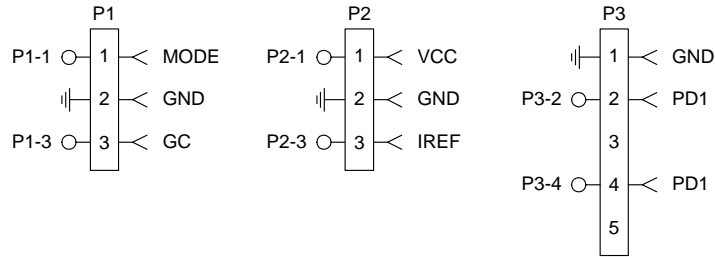 P1 P2 P3
P1-1 1 MODE P2-1 1 VCC 1 GND
2 GND 2 GND P3-2 2 PD1
P1-3 3 GC P2-3 3 IREF 3
P3-4 4 PD1
5